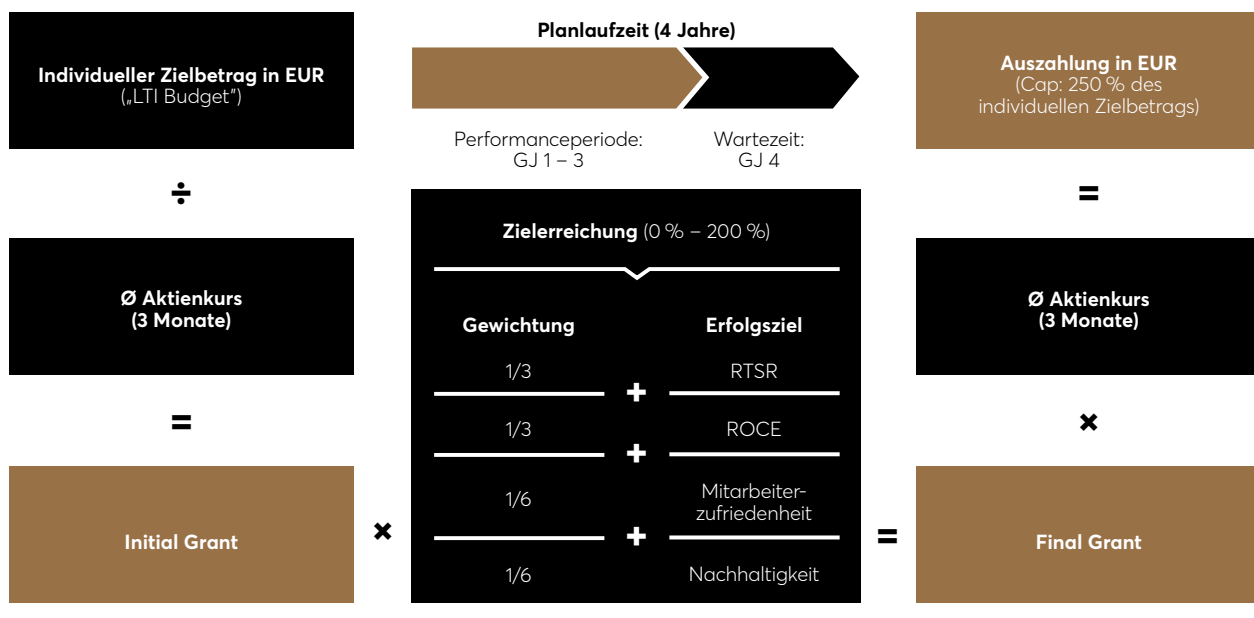 Individueller Zielbetrag in EUR
(„LTI Budget")
÷
Ø Aktienkurs
(3 Monate)
=
Initial Grant
×
Planlaufzeit (4 Jahre)
Performanceperiode:
GJ 1 – 3
Wartezeit:
GJ 4
Zielerreichung (0 % – 200 %)
Gewichtung Erfolgsziel
1/3 RTSR
+
1/3 ROCE
+
1/6 Mitarbeiter-
zufriedenheit
+
1/6 Nachhaltigkeit
=
Auszahlung in EUR
(Cap: 250 % des
individuellen Zielbetrags)
=
Ø Aktienkurs
(3 Monate)
×
Final Grant